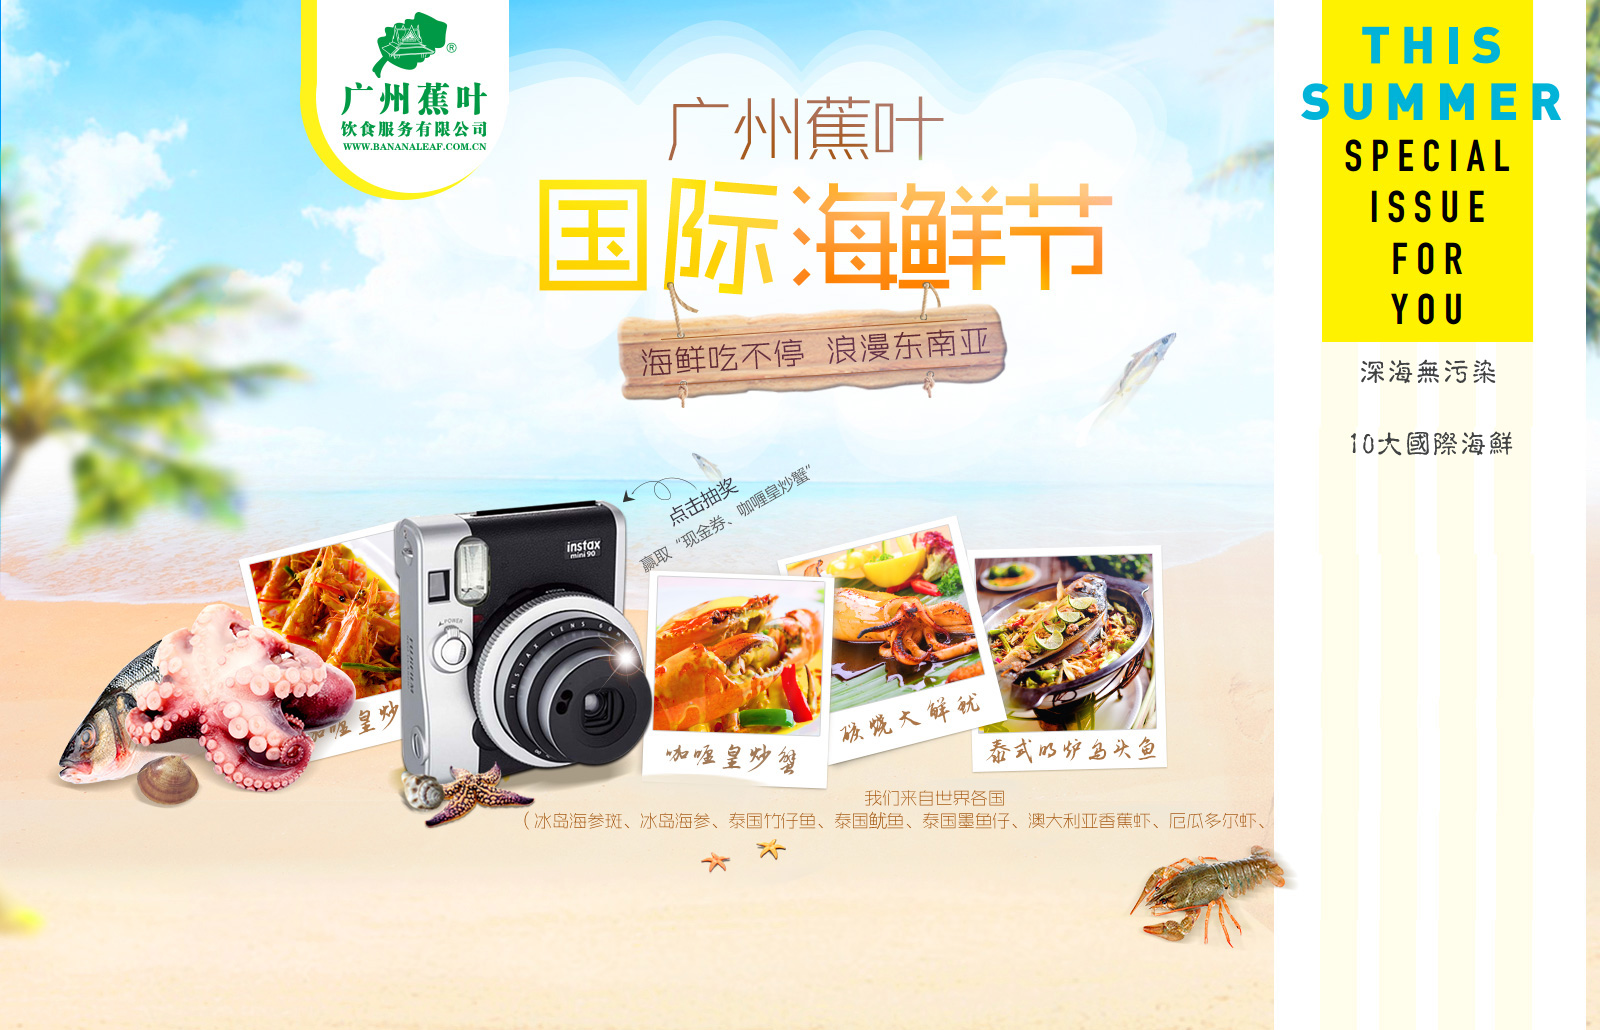 广州蕉叶
饮食服务有限公司
WWW.BANANALEAF.COM.CN
广州蕉叶
国际海鲜节
海鲜吃不停 浪漫东南亚
点击抽奖
赢取“现金券、咖喱皇炒蟹”
instax
mini 90
POWER
咖喱皇炒
咖喱皇炒蟹
碳烧大鲜鱿
泰式明炉乌头鱼
我们来自世界各国
（冰岛海参斑、冰岛海参、泰国竹仔鱼、泰国鱿鱼、泰国墨鱼仔、澳大利亚香蕉虾、厄瓜多尔虾、
THIS
SUMMER
SPECIAL
ISSUE
FOR
YOU
深海無污染
10大國際海鮮